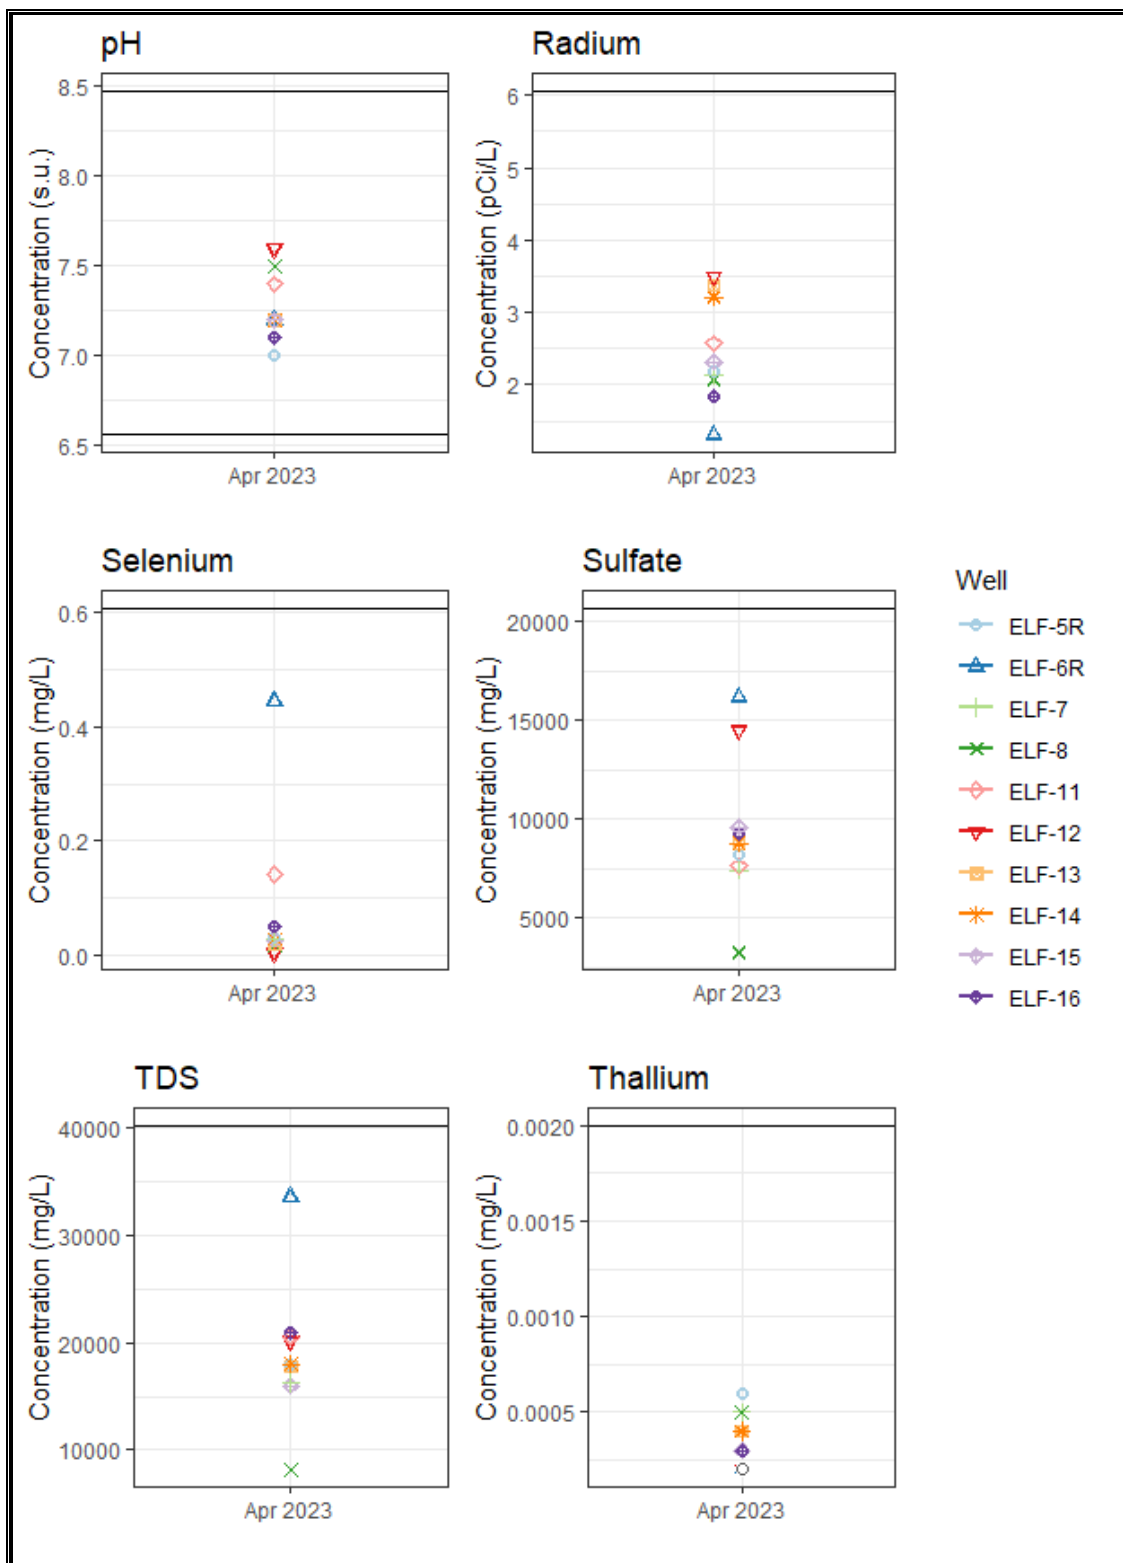 pH
Radium
Concentration (s.u.)
8.5
8.0
7.5
7.0
6.5
Apr 2023
Concentration (pCi/L)
6
5
4
3
2
Apr 2023
Selenium
Sulfate
Concentration (mg/L)
0.6
0.4
0.2
0.0
Apr 2023
Concentration (mg/L)
20000
15000
10000
5000
Apr 2023
Well
ELF-5R
ELF-6R
ELF-7
ELF-8
ELF-11
ELF-12
ELF-13
ELF-14
ELF-15
ELF-16
TDS
Thallium
Concentration (mg/L)
40000
30000
20000
10000
Apr 2023
Concentration (mg/L)
0.0020
0.0015
0.0010
0.0005
Apr 2023